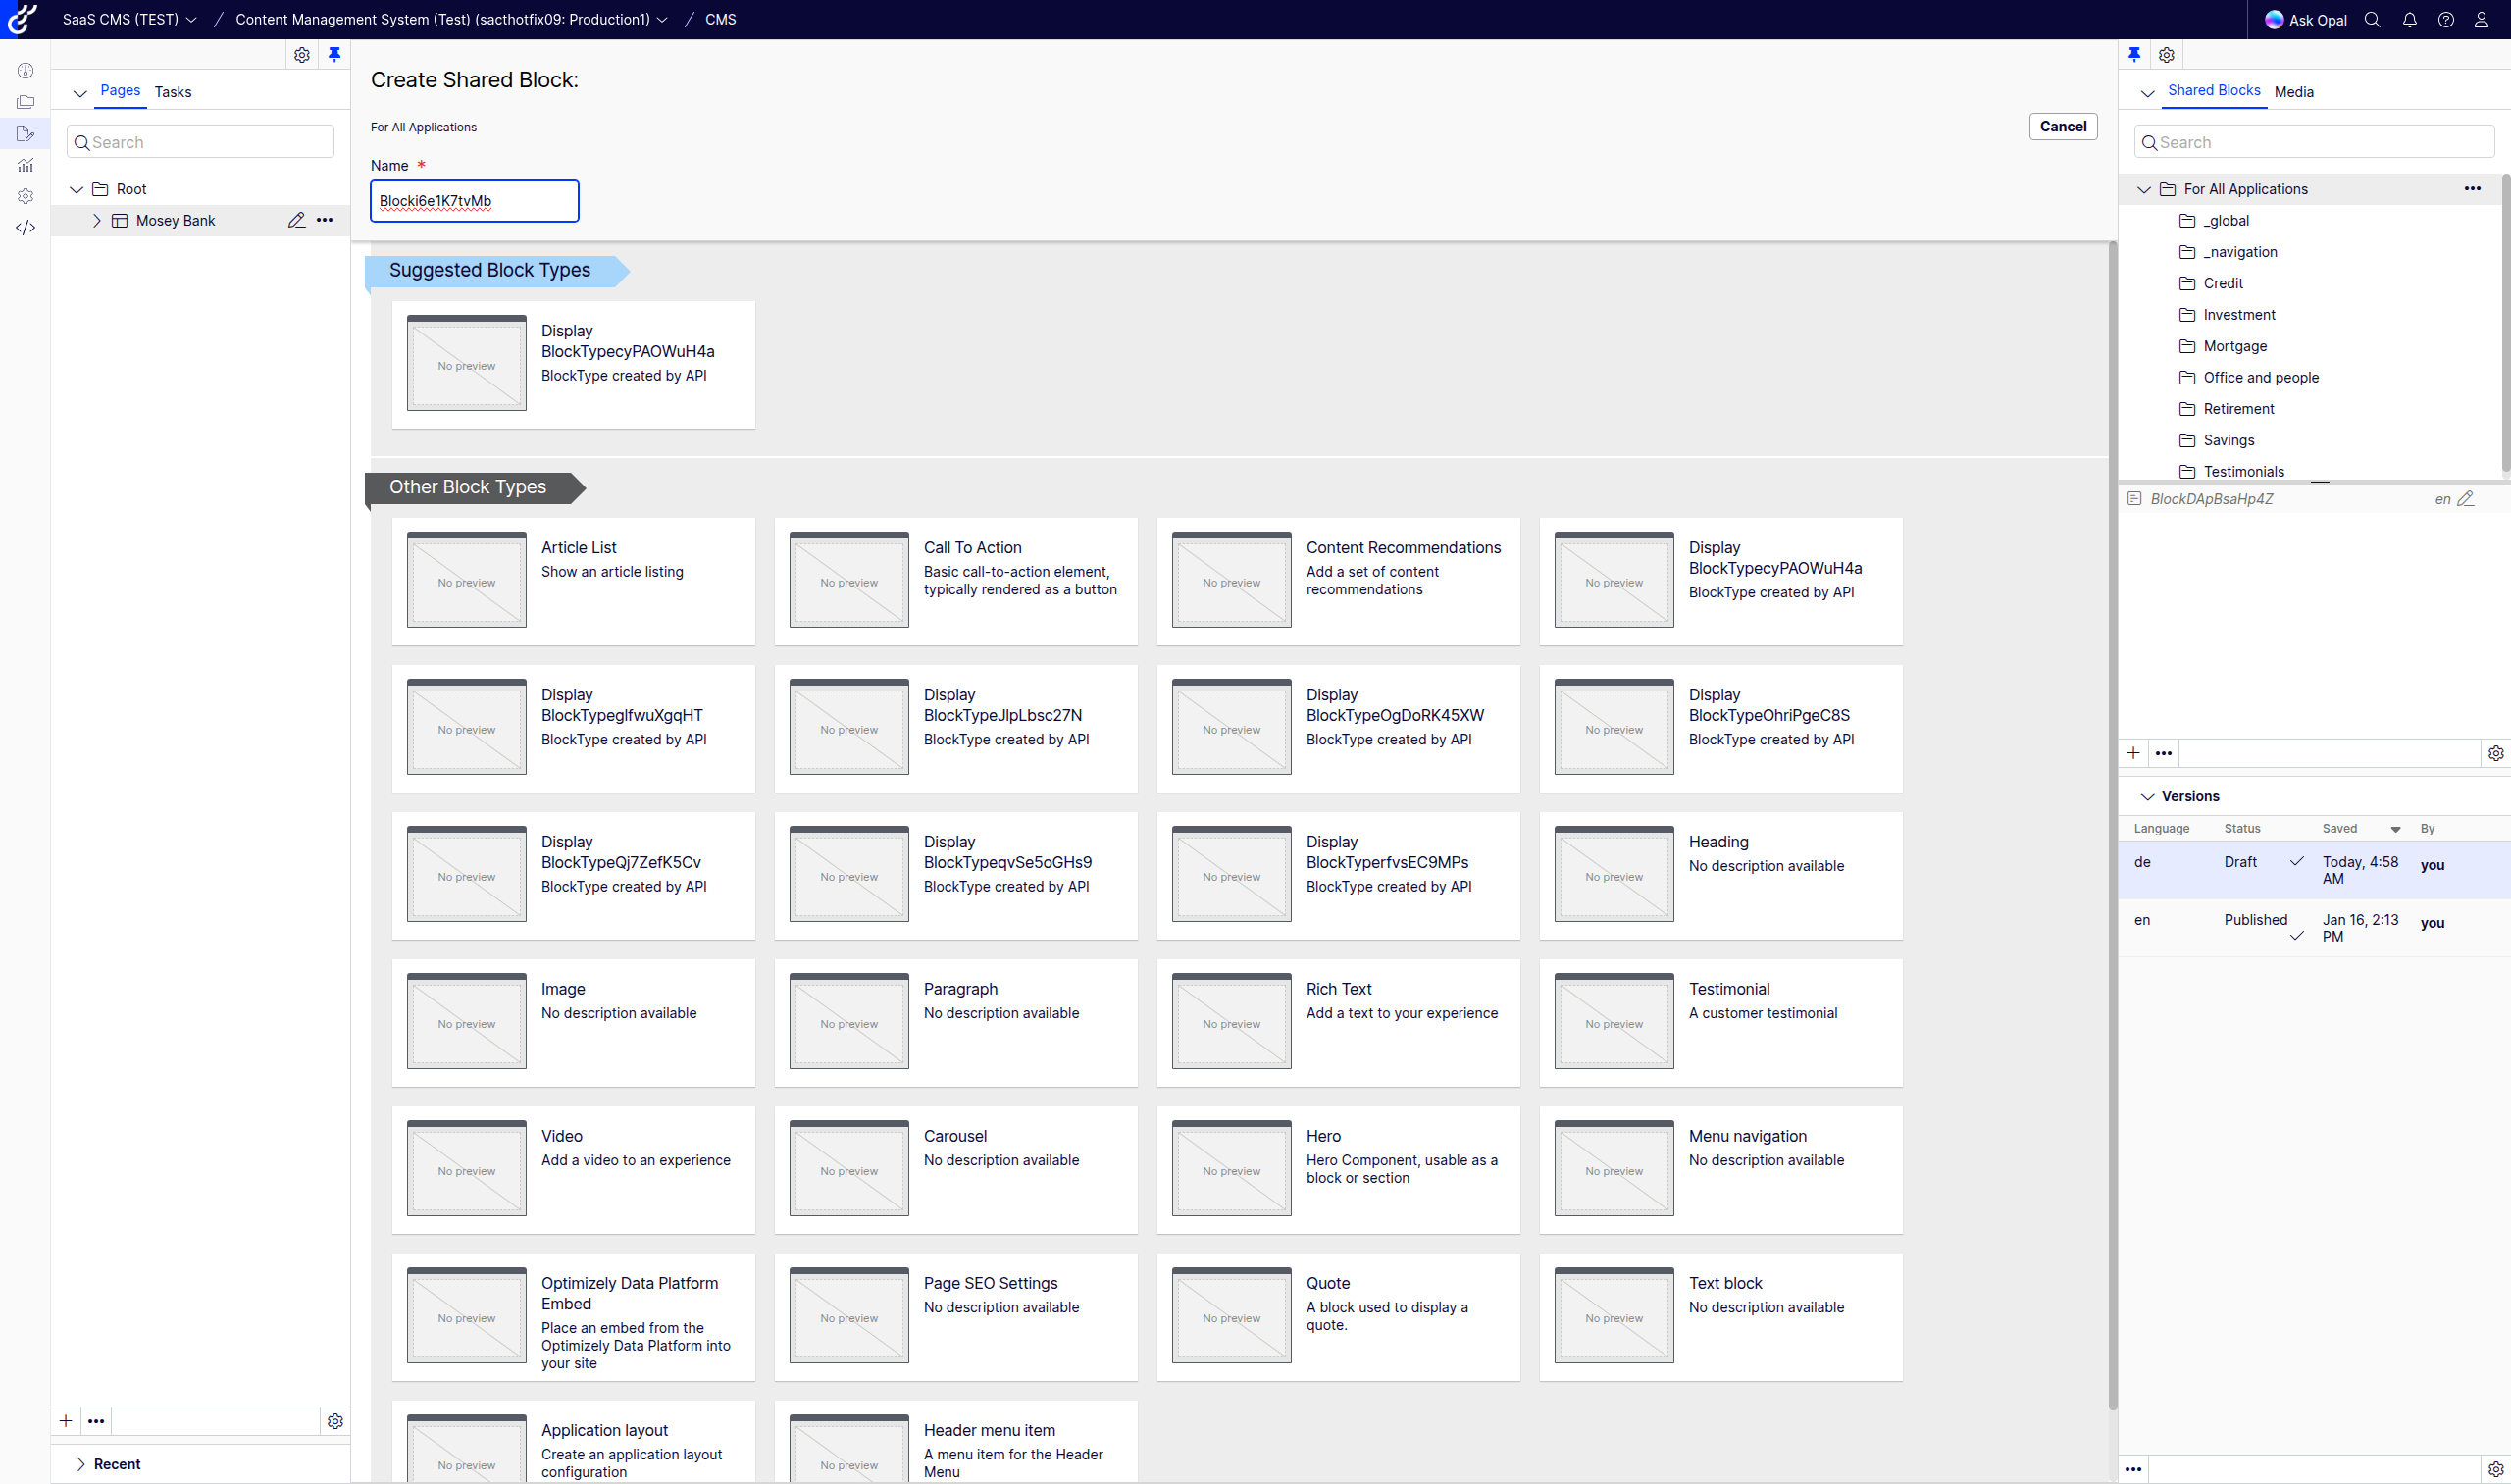 SaaS CMS (TEST) / Content Management System (Test) (sacthotfix09: Production1) / CMS
Ask Opal
Pages Tasks
Search
Root
Mosey Bank
Recent
Create Shared Block:
For All Applications
Cancel
Name *
Blocki6e1K7tvMb
Suggested Block Types
No preview
Display
BlockTypecyPAOWuH4a
BlockType created by API
Other Block Types
No preview
Article List
Show an article listing
No preview
Call To Action
Basic call-to-action element,
typically rendered as a button
No preview
Content Recommendations
Add a set of content
recommendations
No preview
Display
BlockTypecyPAOWuH4a
BlockType created by API
No preview
Display
BlockTypeglfwuXgqHT
BlockType created by API
No preview
Display
BlockTypeJlpLbsc27N
BlockType created by API
No preview
Display
BlockTypeOgDoRK45XW
BlockType created by API
No preview
Display
BlockTypeOhriPgeC8S
BlockType created by API
No preview
Display
BlockTypeQj7ZefK5Cv
BlockType created by API
No preview
Display
BlockTypeqvSe5oGHs9
BlockType created by API
No preview
Display
BlockTyperfvsEC9MPs
BlockType created by API
No preview
Heading
No description available
No preview
Image
No description available
No preview
Paragraph
No description available
No preview
Rich Text
Add a text to your experience
No preview
Testimonial
A customer testimonial
No preview
Video
Add a video to an experience
No preview
Carousel
No description available
No preview
Hero
Hero Component, usable as a
block or section
No preview
Menu navigation
No description available
No preview
Optimizely Data Platform
Embed
Place an embed from the
Optimizely Data Platform into
your site
No preview
Page SEO Settings
No description available
No preview
Quote
A block used to display a
quote.
No preview
Text block
No description available
No preview
Application layout
Create an application layout
configuration
No preview
Header menu item
A menu item for the Header
Menu
Shared Blocks Media
Search
For All Applications
_global
_navigation
Credit
Investment
Mortgage
Office and people
Retirement
Savings
Testimonials
BlockDApBsaHp4Z en
Versions
Language Status Saved By
de Draft Today, 4:58 you
AM
en Published Jan 16, 2:13 you
PM